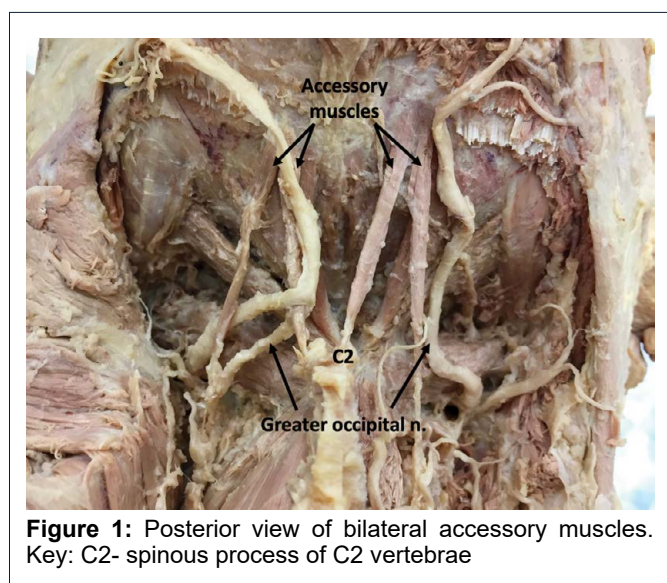 Accessory
muscles
C2
Greater occipital n.
Figure 1: Posterior view of bilateral accessory muscles.
Key: C2- spinous process of C2 vertebrae